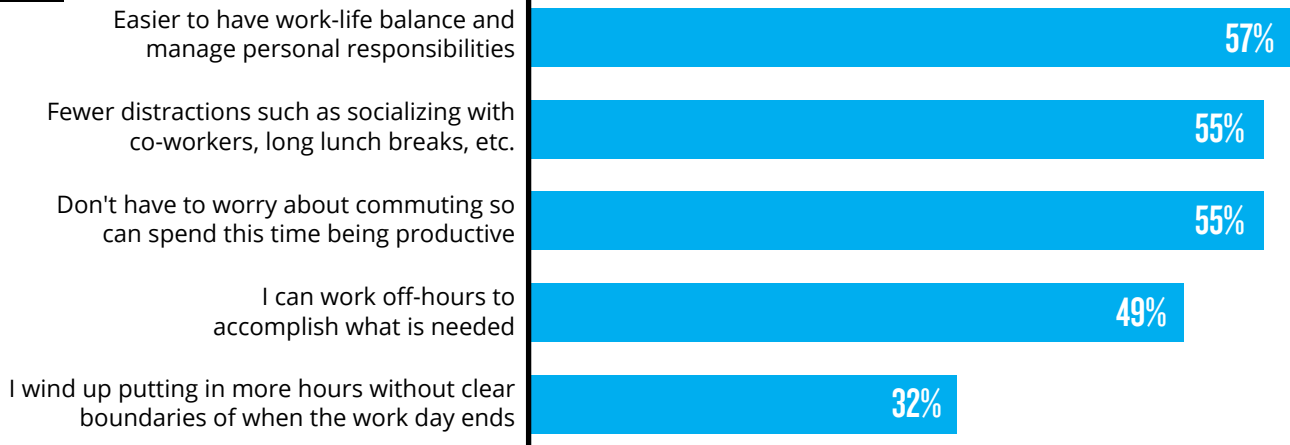 Easier to have work-life balance and
manage personal responsibilities
57%
Fewer distractions such as socializing with
co-workers, long lunch breaks, etc.
55%
Don't have to worry about commuting so
can spend this time being productive
55%
I can work off-hours to
accomplish what is needed
49%
I wind up putting in more hours without clear
boundaries of when the work day ends
32%